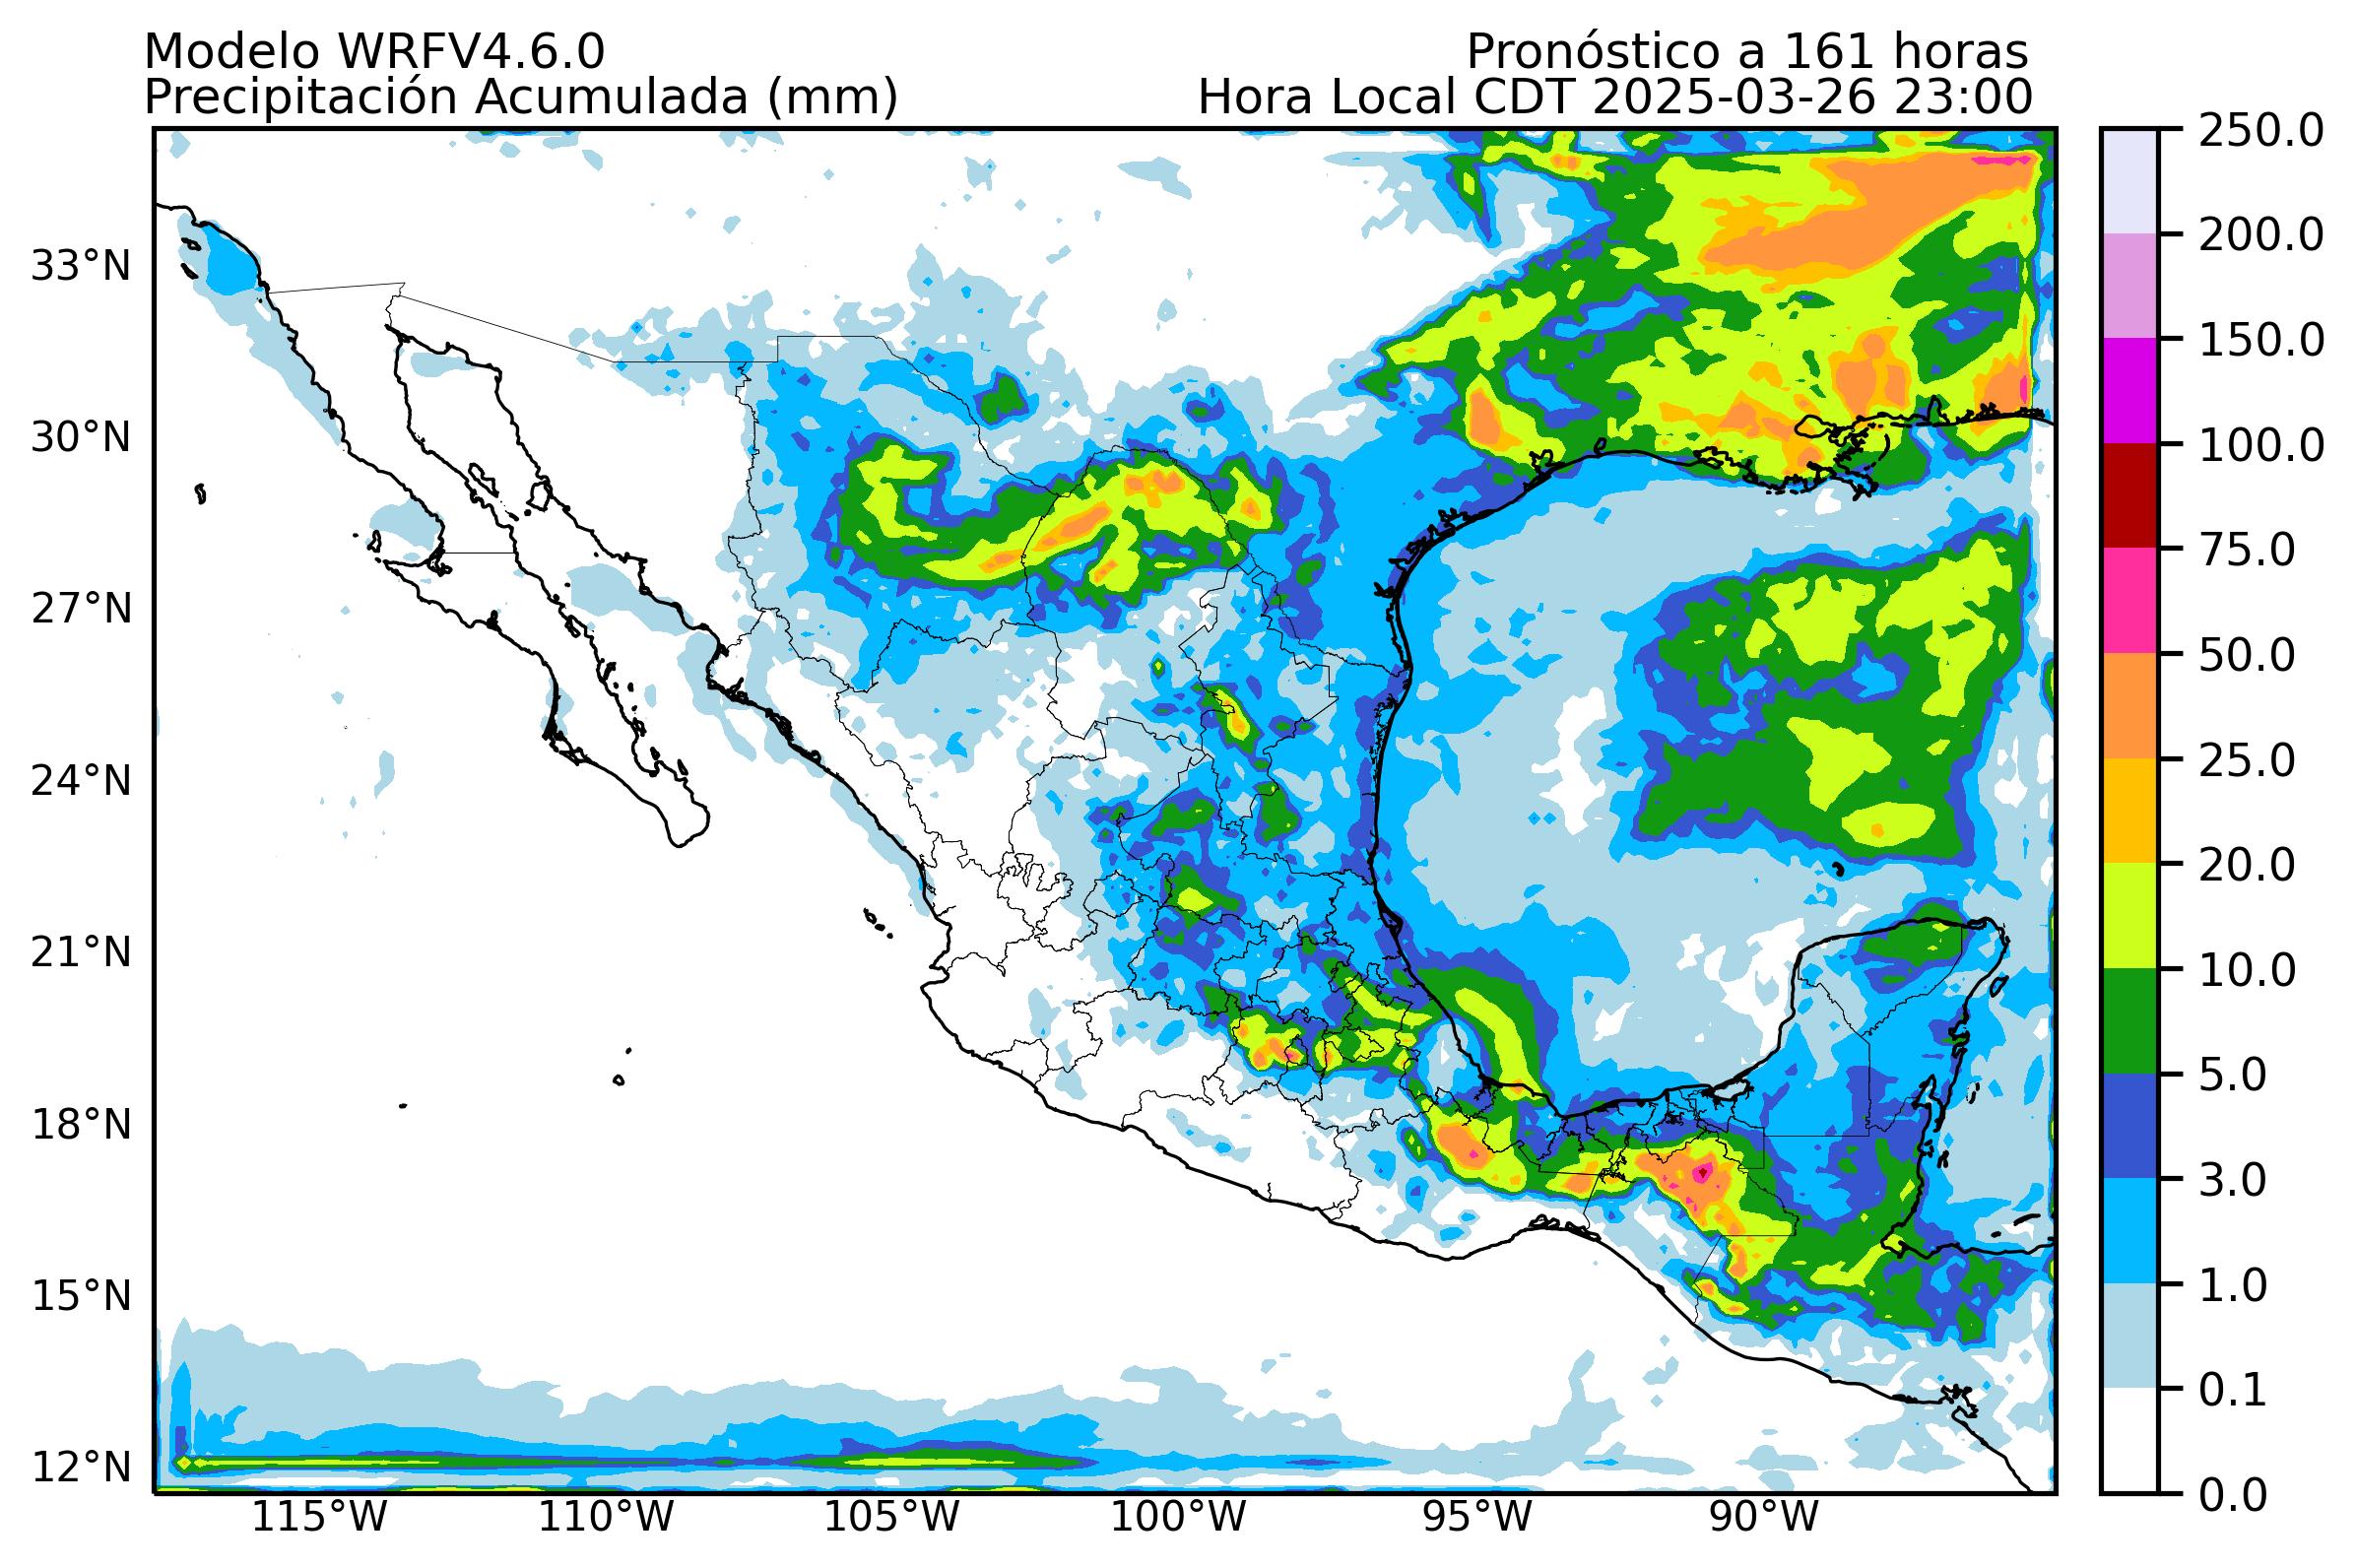 Modelo WRFV4.6.0
Pronóstico a 161 horas
Precipitación Acumulada (mm)
Hora Local CDT 2025-03-26 23:00
33°N
30°N
27°N
24°N
21°N
18°N
15°N
12°N
115°W
110°W
105°W
100°W
95°W
90°W
250.0
200.0
150.0
100.0
75.0
50.0
25.0
20.0
10.0
5.0
3.0
1.0
0.1
0.0